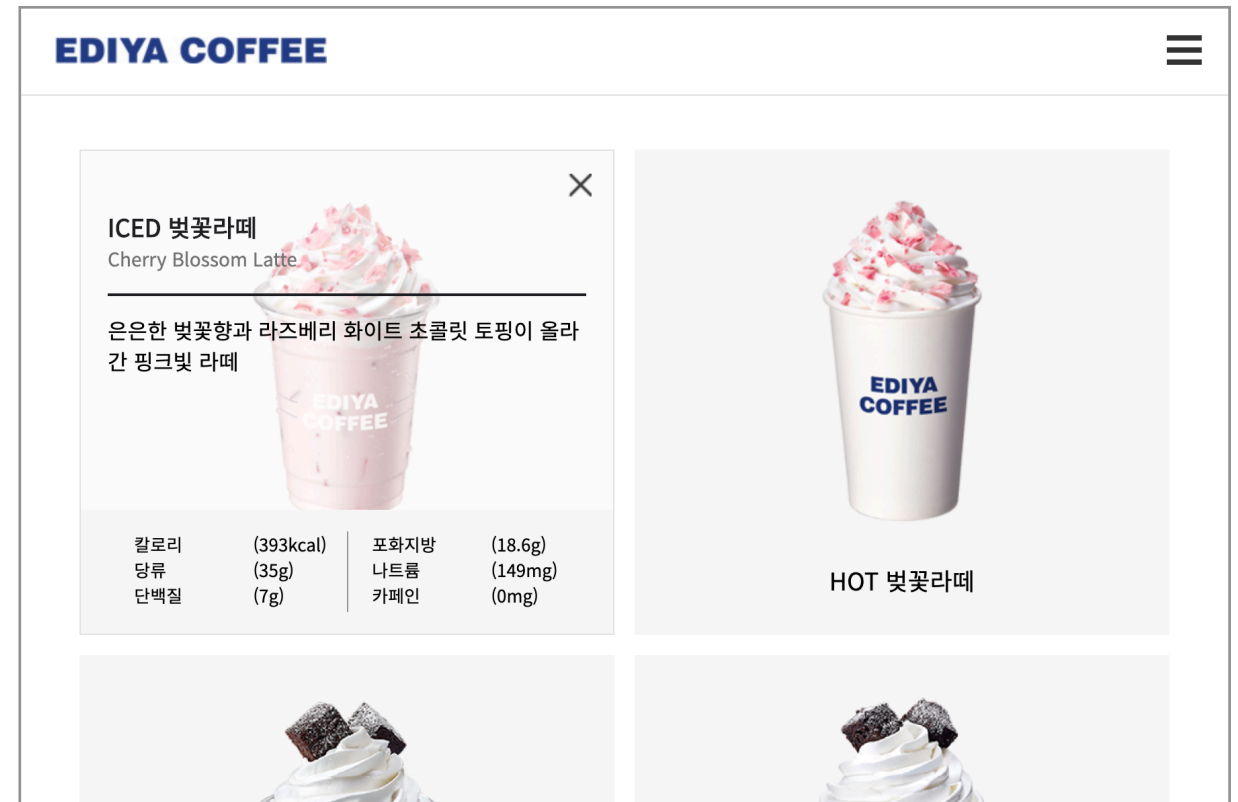 EDIYA COFFEE
ICED 벚꽃라떼
Cherry Blossom Latte
은은한 벚꽃향과 라즈베리 화이트 초콜릿 토핑이 올라
간 핑크빛 라떼
EDIYA
COFFEE
칼로리 (393kcal) 포화지방 (18.6g)
당류 (35g) 나트륨 (149mg)
단백질 (7g) 카페인 (0mg)
EDIYA
COFFEE
HOT 벚꽃라떼